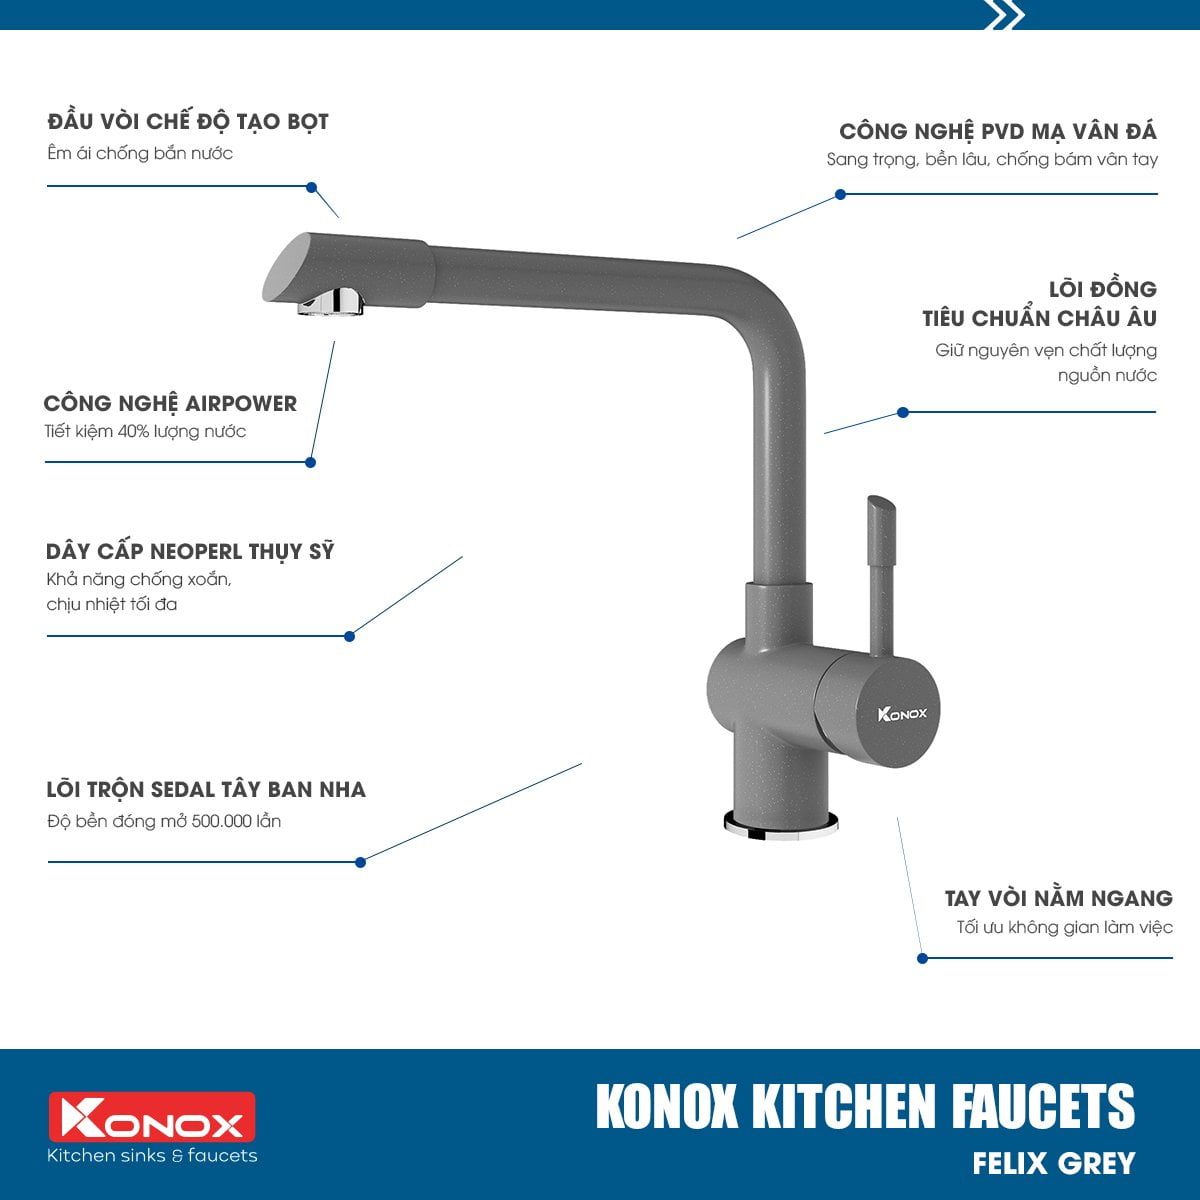 ĐẦU VÒI CHẾ ĐỘ TẠO BỌT
Êm ái chống bắn nước
CÔNG NGHỆ PVD MẠ VÂN ĐÁ
Sang trọng, bền lâu, chống bám vân tay
LÕI ĐỒNG
TIÊU CHUẨN CHÂU ÂU
Giữ nguyên vẹn chất lượng
nguồn nước
CÔNG NGHỆ AIRPOWER
Tiết kiệm 40% lượng nước
DÂY CẤP NEOPERL THỤY SỸ
Khả năng chống xoắn,
chịu nhiệt tối đa
KONOX
LÕI TRỘN SEDAL TÂY BAN NHA
Độ bền đóng mở 500.000 lần
TAY VÒI NẰM NGANG
Tối ưu không gian làm việc
KONOX
Kitchen sinks & faucets
KONOX KITCHEN FAUCETS
FELIX GREY